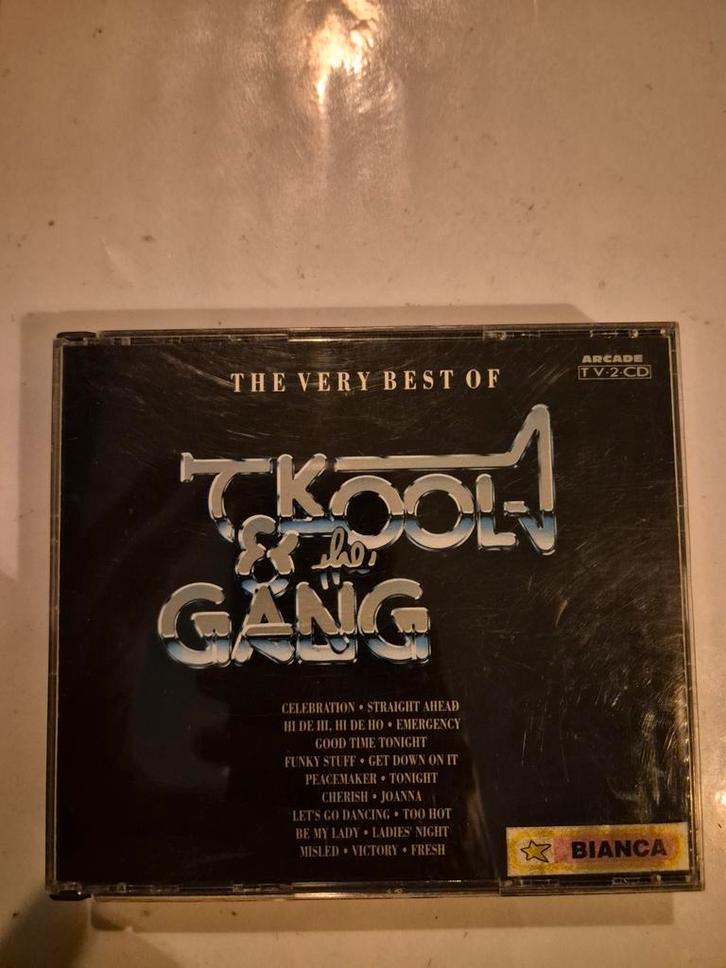 THE VERY BEST OF
ARCADE
TV·2·CD
KOOL
& the
GANG
CELEBRATION • STRAIGHT AHEAD
HI DE HI, HI DE HO • EMERGENCY
GOOD TIME TONIGHT
FUNKY STUFF • GET DOWN ON IT
PEACEMAKER • TONIGHT
CHERISH • JOANNA
LET'S GO DANCING • TOO HOT
BE MY LADY • LADIES' NIGHT
MISLED • VICTORY • FRESH
BIANCA